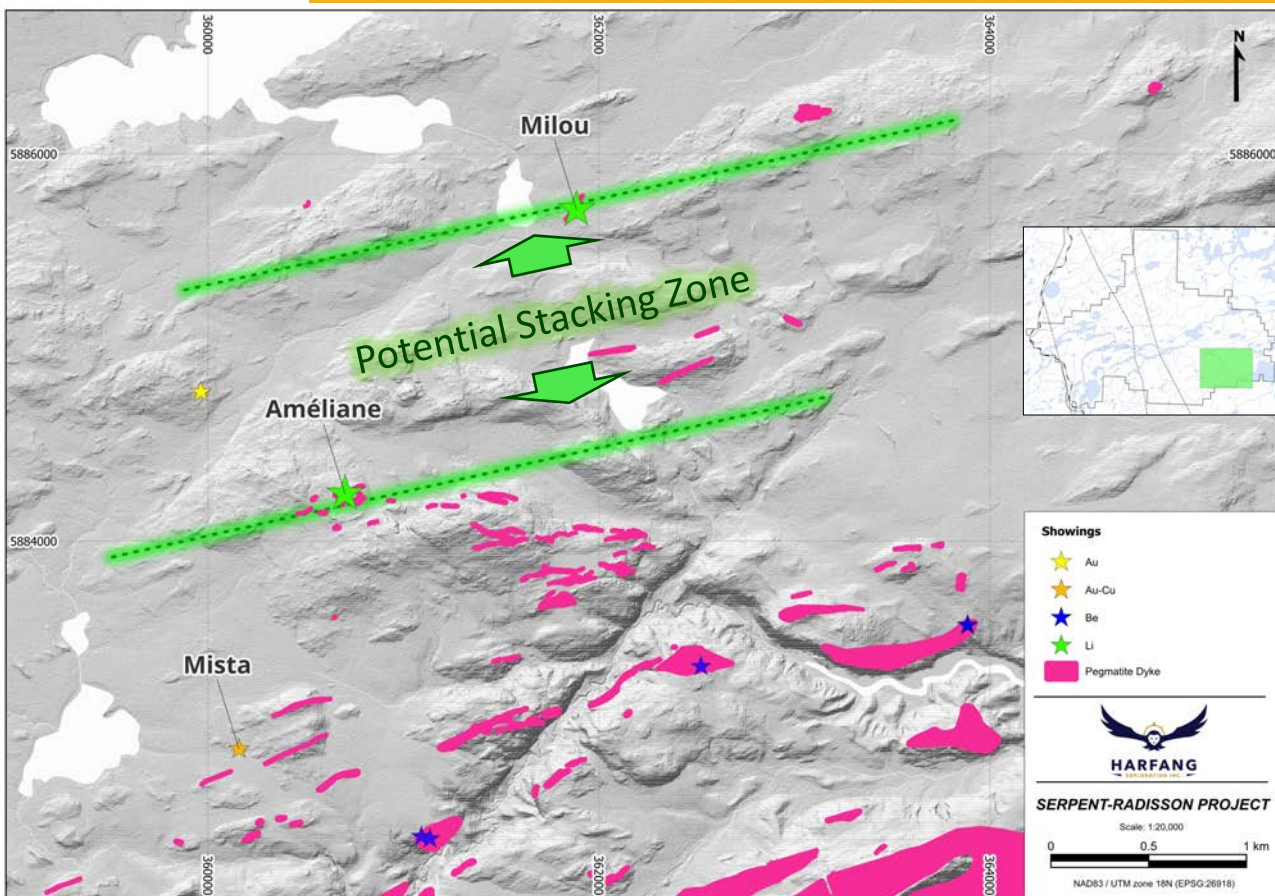 360000
362000
364000
N
Milou
5886000
5886000
Potential Stacking Zone
Améliane
5884000
Mista
360000
362000
364000
Showings
Au
Au-Cu
Be
Li
Pegmatite Dyke
HARFANG
EXPLORATION INC.
SERPENT-RADISSON PROJECT
Scale: 1:20,000
0 0.5 1 km
NAD83 / UTM zone 18N (EPSG:26918)